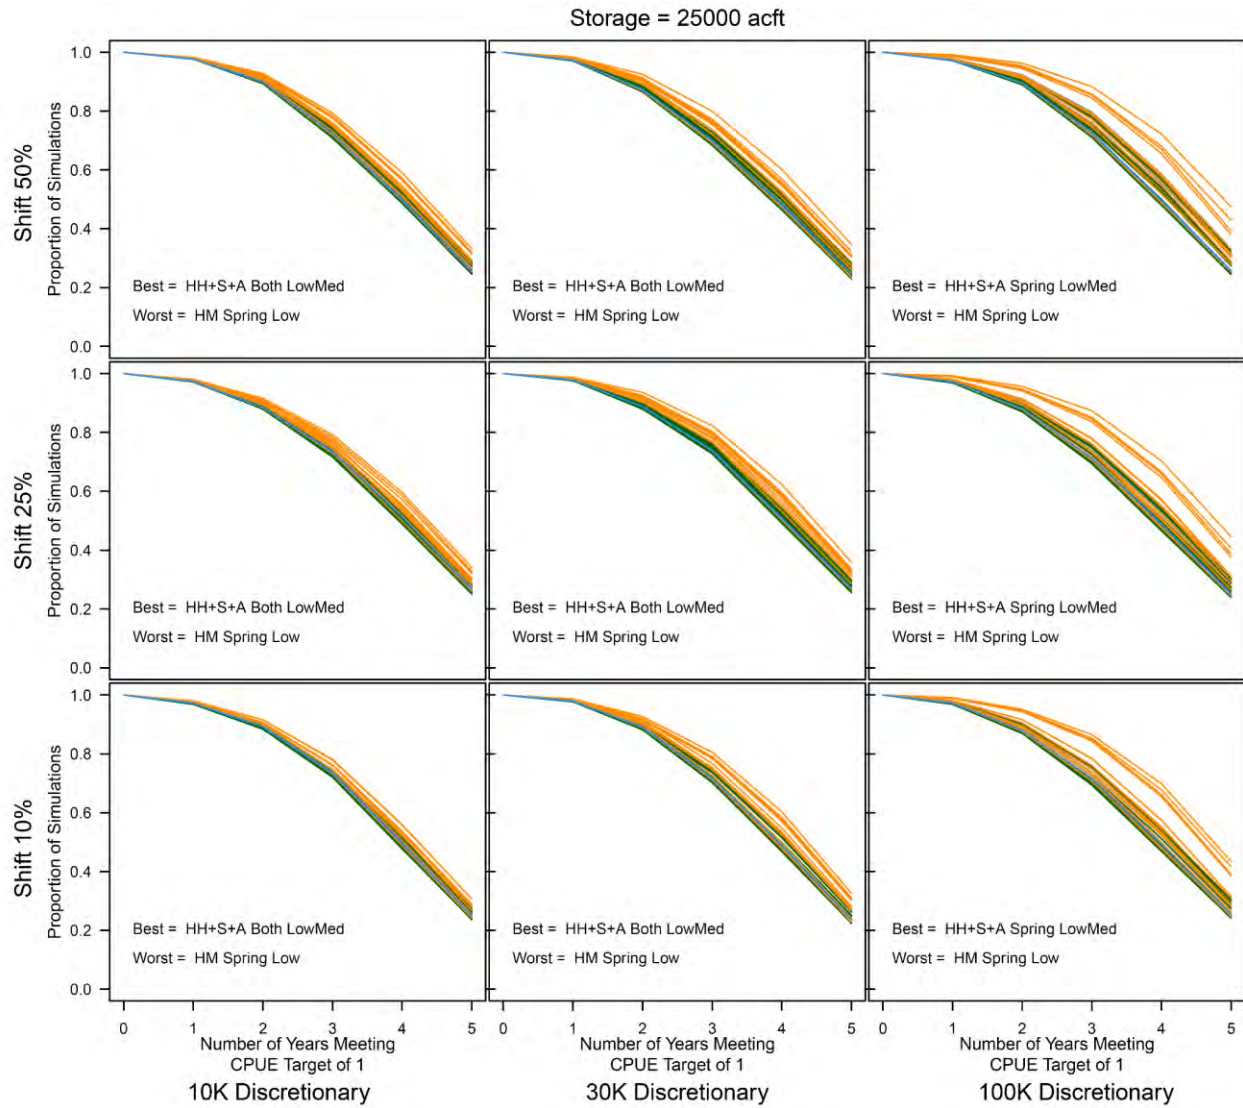 Storage = 25000 acft
Shift 50%
Proportion of Simulations
1.0
0.8
0.6
0.4
0.2
0.0
Best = HH+S+A Both LowMed
Worst = HM Spring Low
Best = HH+S+A Both LowMed
Worst = HM Spring Low
Best = HH+S+A Spring LowMed
Worst = HM Spring Low
Shift 25%
Proportion of Simulations
1.0
0.8
0.6
0.4
0.2
0.0
Best = HH+S+A Both LowMed
Worst = HM Spring Low
Best = HH+S+A Both LowMed
Worst = HM Spring Low
Best = HH+S+A Spring LowMed
Worst = HM Spring Low
Shift 10%
Proportion of Simulations
1.0
0.8
0.6
0.4
0.2
0.0
Best = HH+S+A Both LowMed
Worst = HM Spring Low
Best = HH+S+A Both LowMed
Worst = HM Spring Low
Best = HH+S+A Spring LowMed
Worst = HM Spring Low
0 1 2 3 4 5
Number of Years Meeting
CPUE Target of 1
10K Discretionary
0 1 2 3 4 5
Number of Years Meeting
CPUE Target of 1
30K Discretionary
0 1 2 3 4 5
Number of Years Meeting
CPUE Target of 1
100K Discretionary